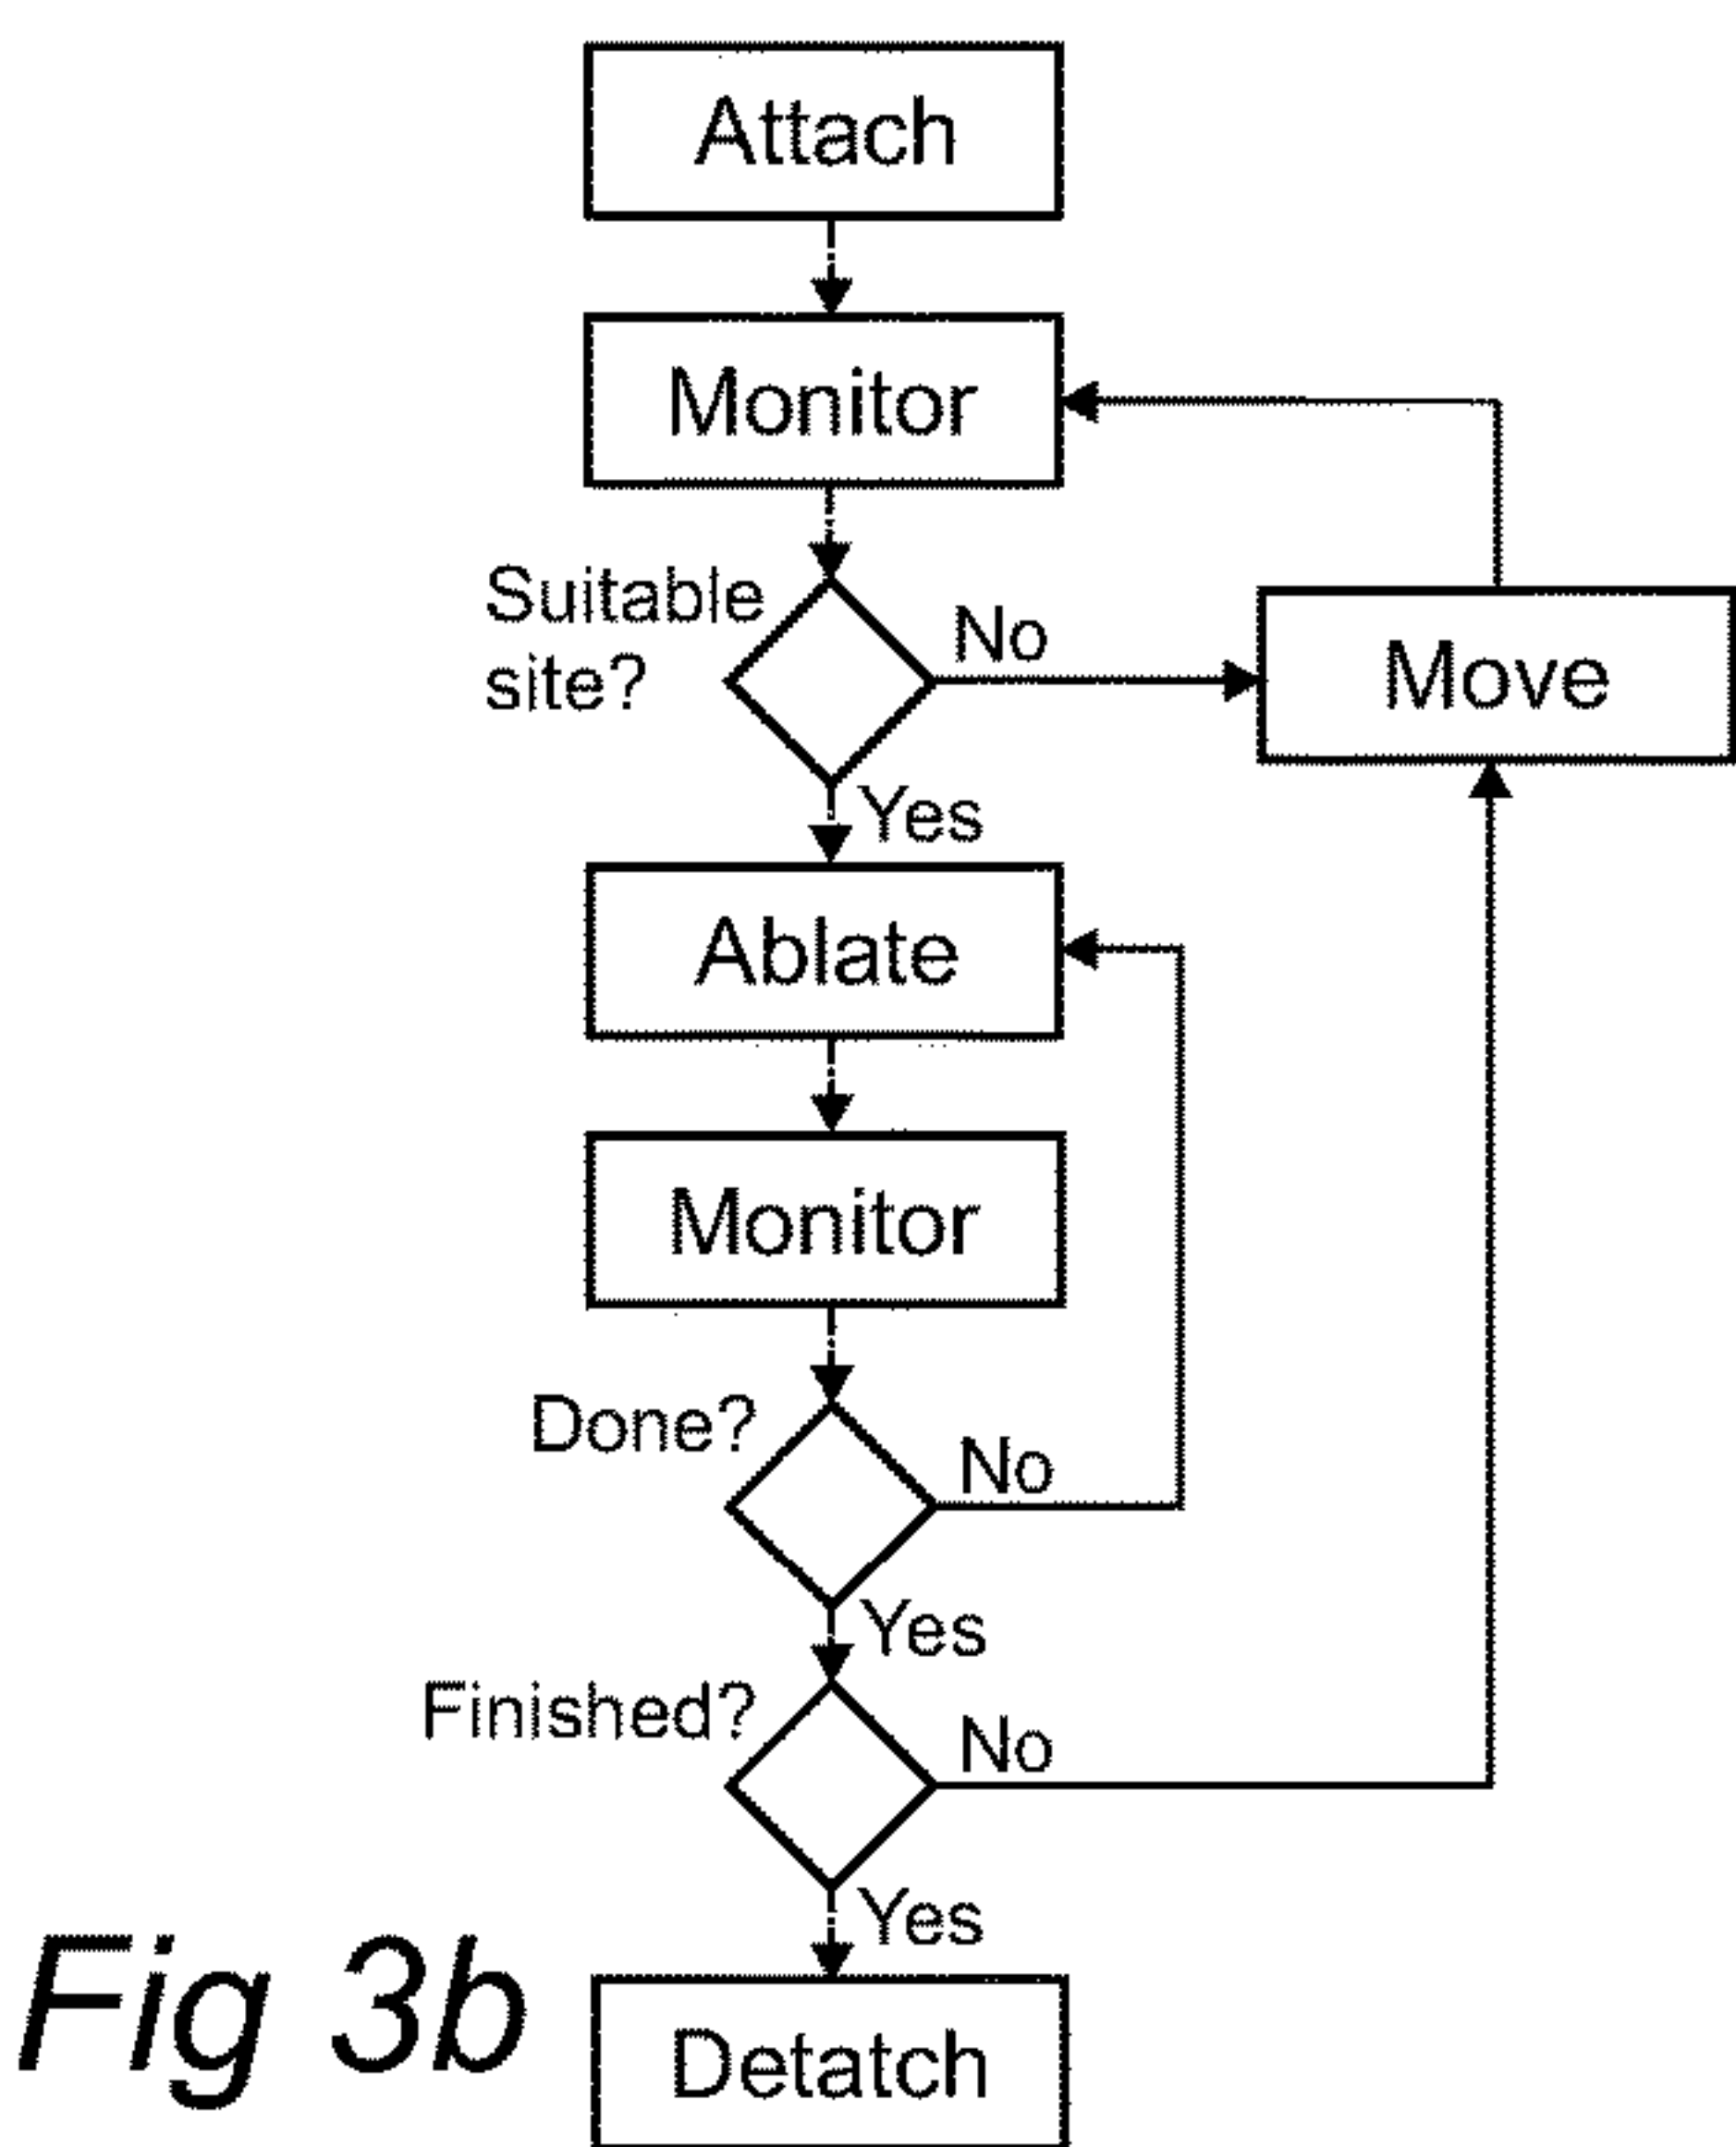 Attach
Monitor
Suitable
site?
No
Move
Yes
Ablate
Monitor
Done?
No
Yes
Finished?
No
Yes
Detatch
Fig 3b